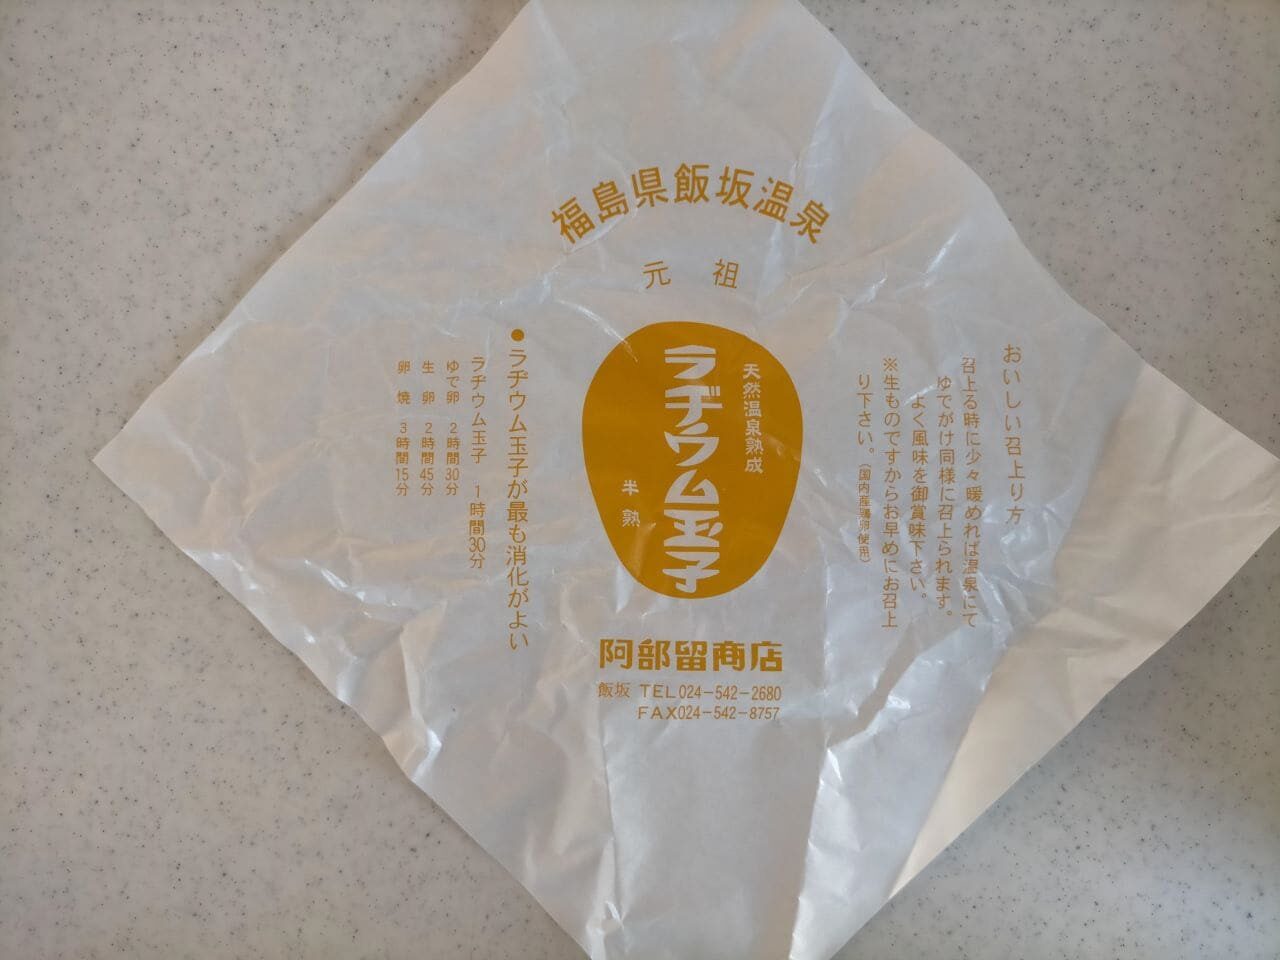 福島県飯坂温泉
元祖
おいしい召上り方
召上る時に少々暖めれば温泉にて
ゆでがけ同様に召上られます。
よく風味を御賞味下さい。
※生ものですからお早めにお召上
り下さい。(国内産鶏卵使用)
天然温泉熟成
ラヂウム玉子
半熟
●ラヂウム玉子が最も消化がよい
ラヂウム玉子 1時間30分
ゆで卵 2時間30分
生卵 2時間45分
卵焼 3時間15分
阿部留商店
飯坂 TEL024-542-2680
FAX024-542-8757